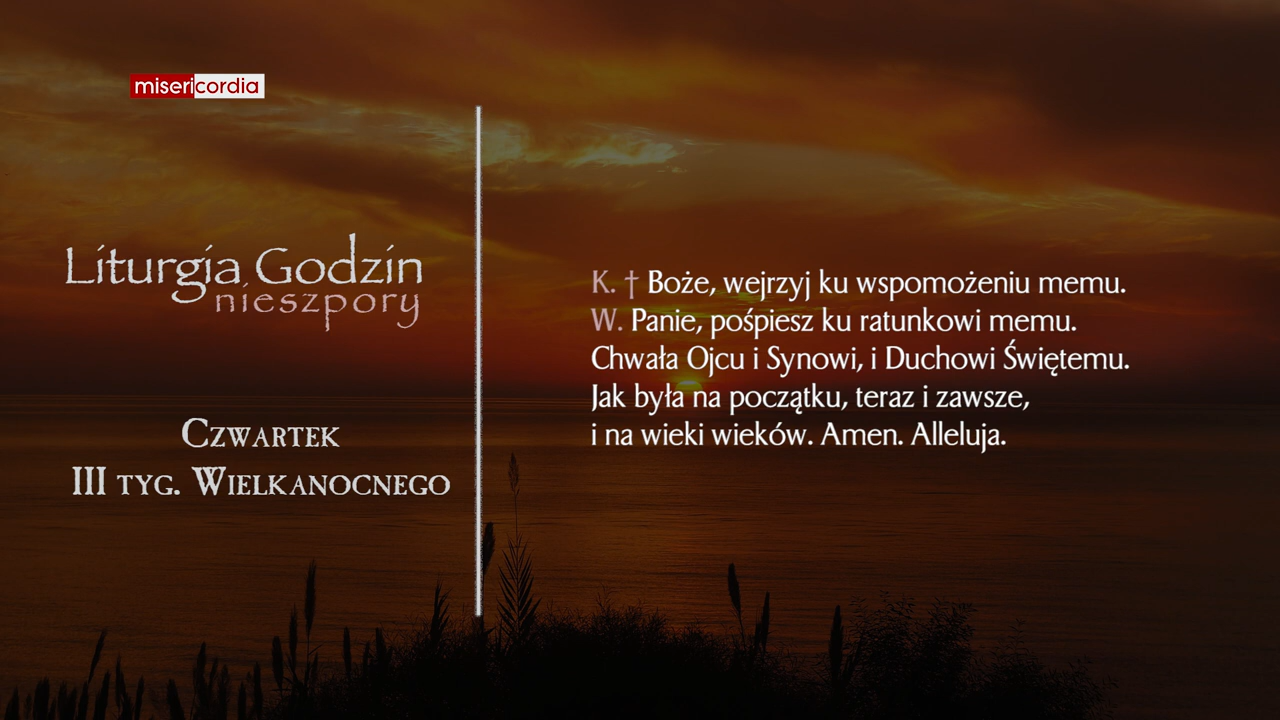 misericordia
Liturgia Godzin
nieszpory
Czwartek
III tyg. Wielkanocnego
K. † Boże, wejrzyj ku wspomożeniu memu.
W. Panie, pośpiesz ku ratunkowi memu.
Chwała Ojcu i Synowi, i Duchowi Świętemu.
Jak była na początku, teraz i zawsze,
i na wieki wieków. Amen. Alleluja.